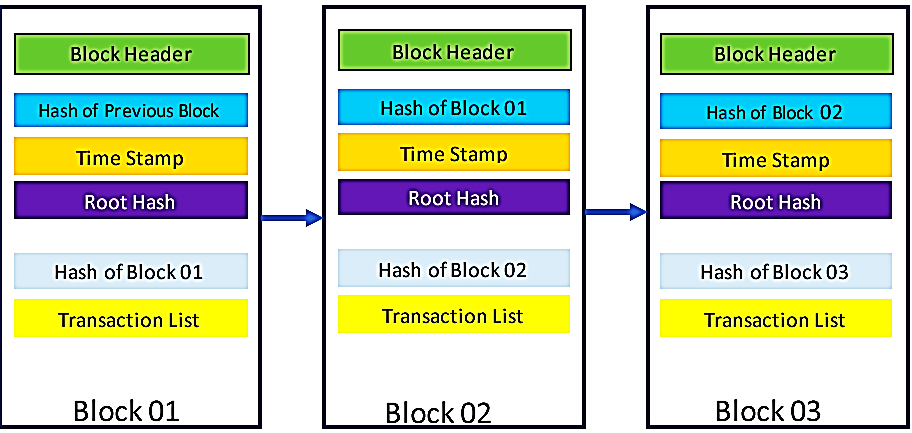 Block Header
Hash of Previous Block
Time Stamp
Root Hash
Hash of Block 01
Transaction List
Block 01
Block Header
Hash of Block 01
Time Stamp
Root Hash
Hash of Block 02
Transaction List
Block 02
Block Header
Hash of Block 02
Time Stamp
Root Hash
Hash of Block 03
Transaction List
Block 03